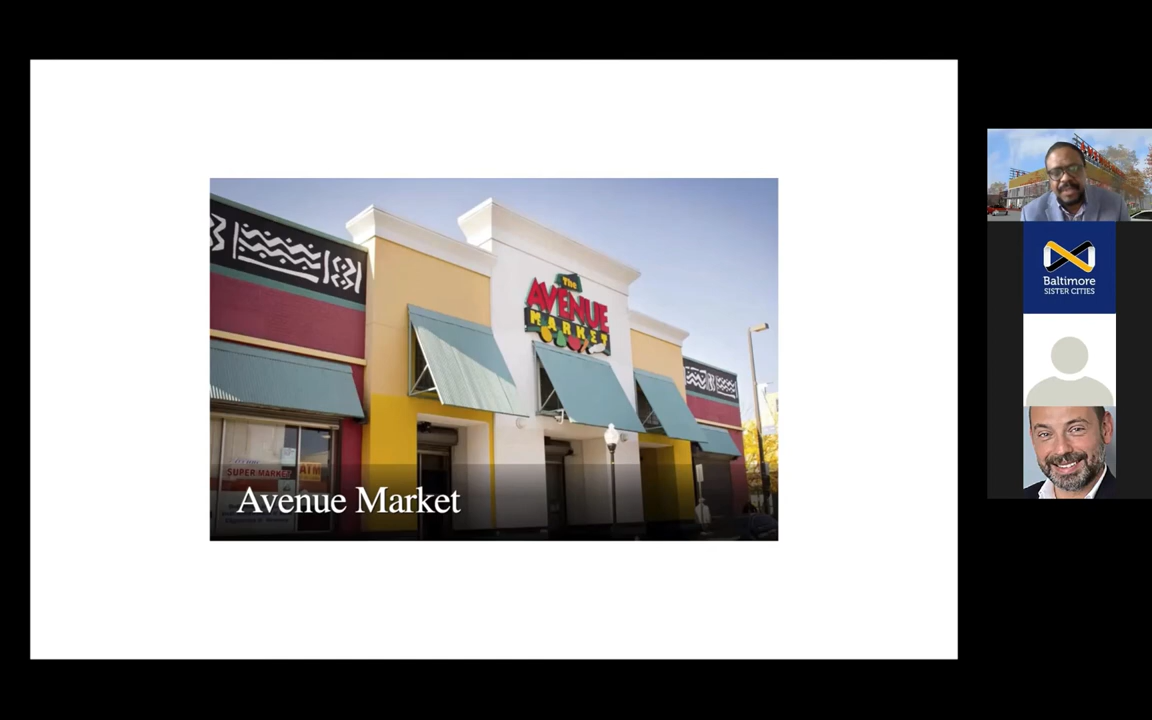 The
AVENUE
MARKET
SUPER MARKET
ATM
Avenue Market
Baltimore
SISTER CITIES